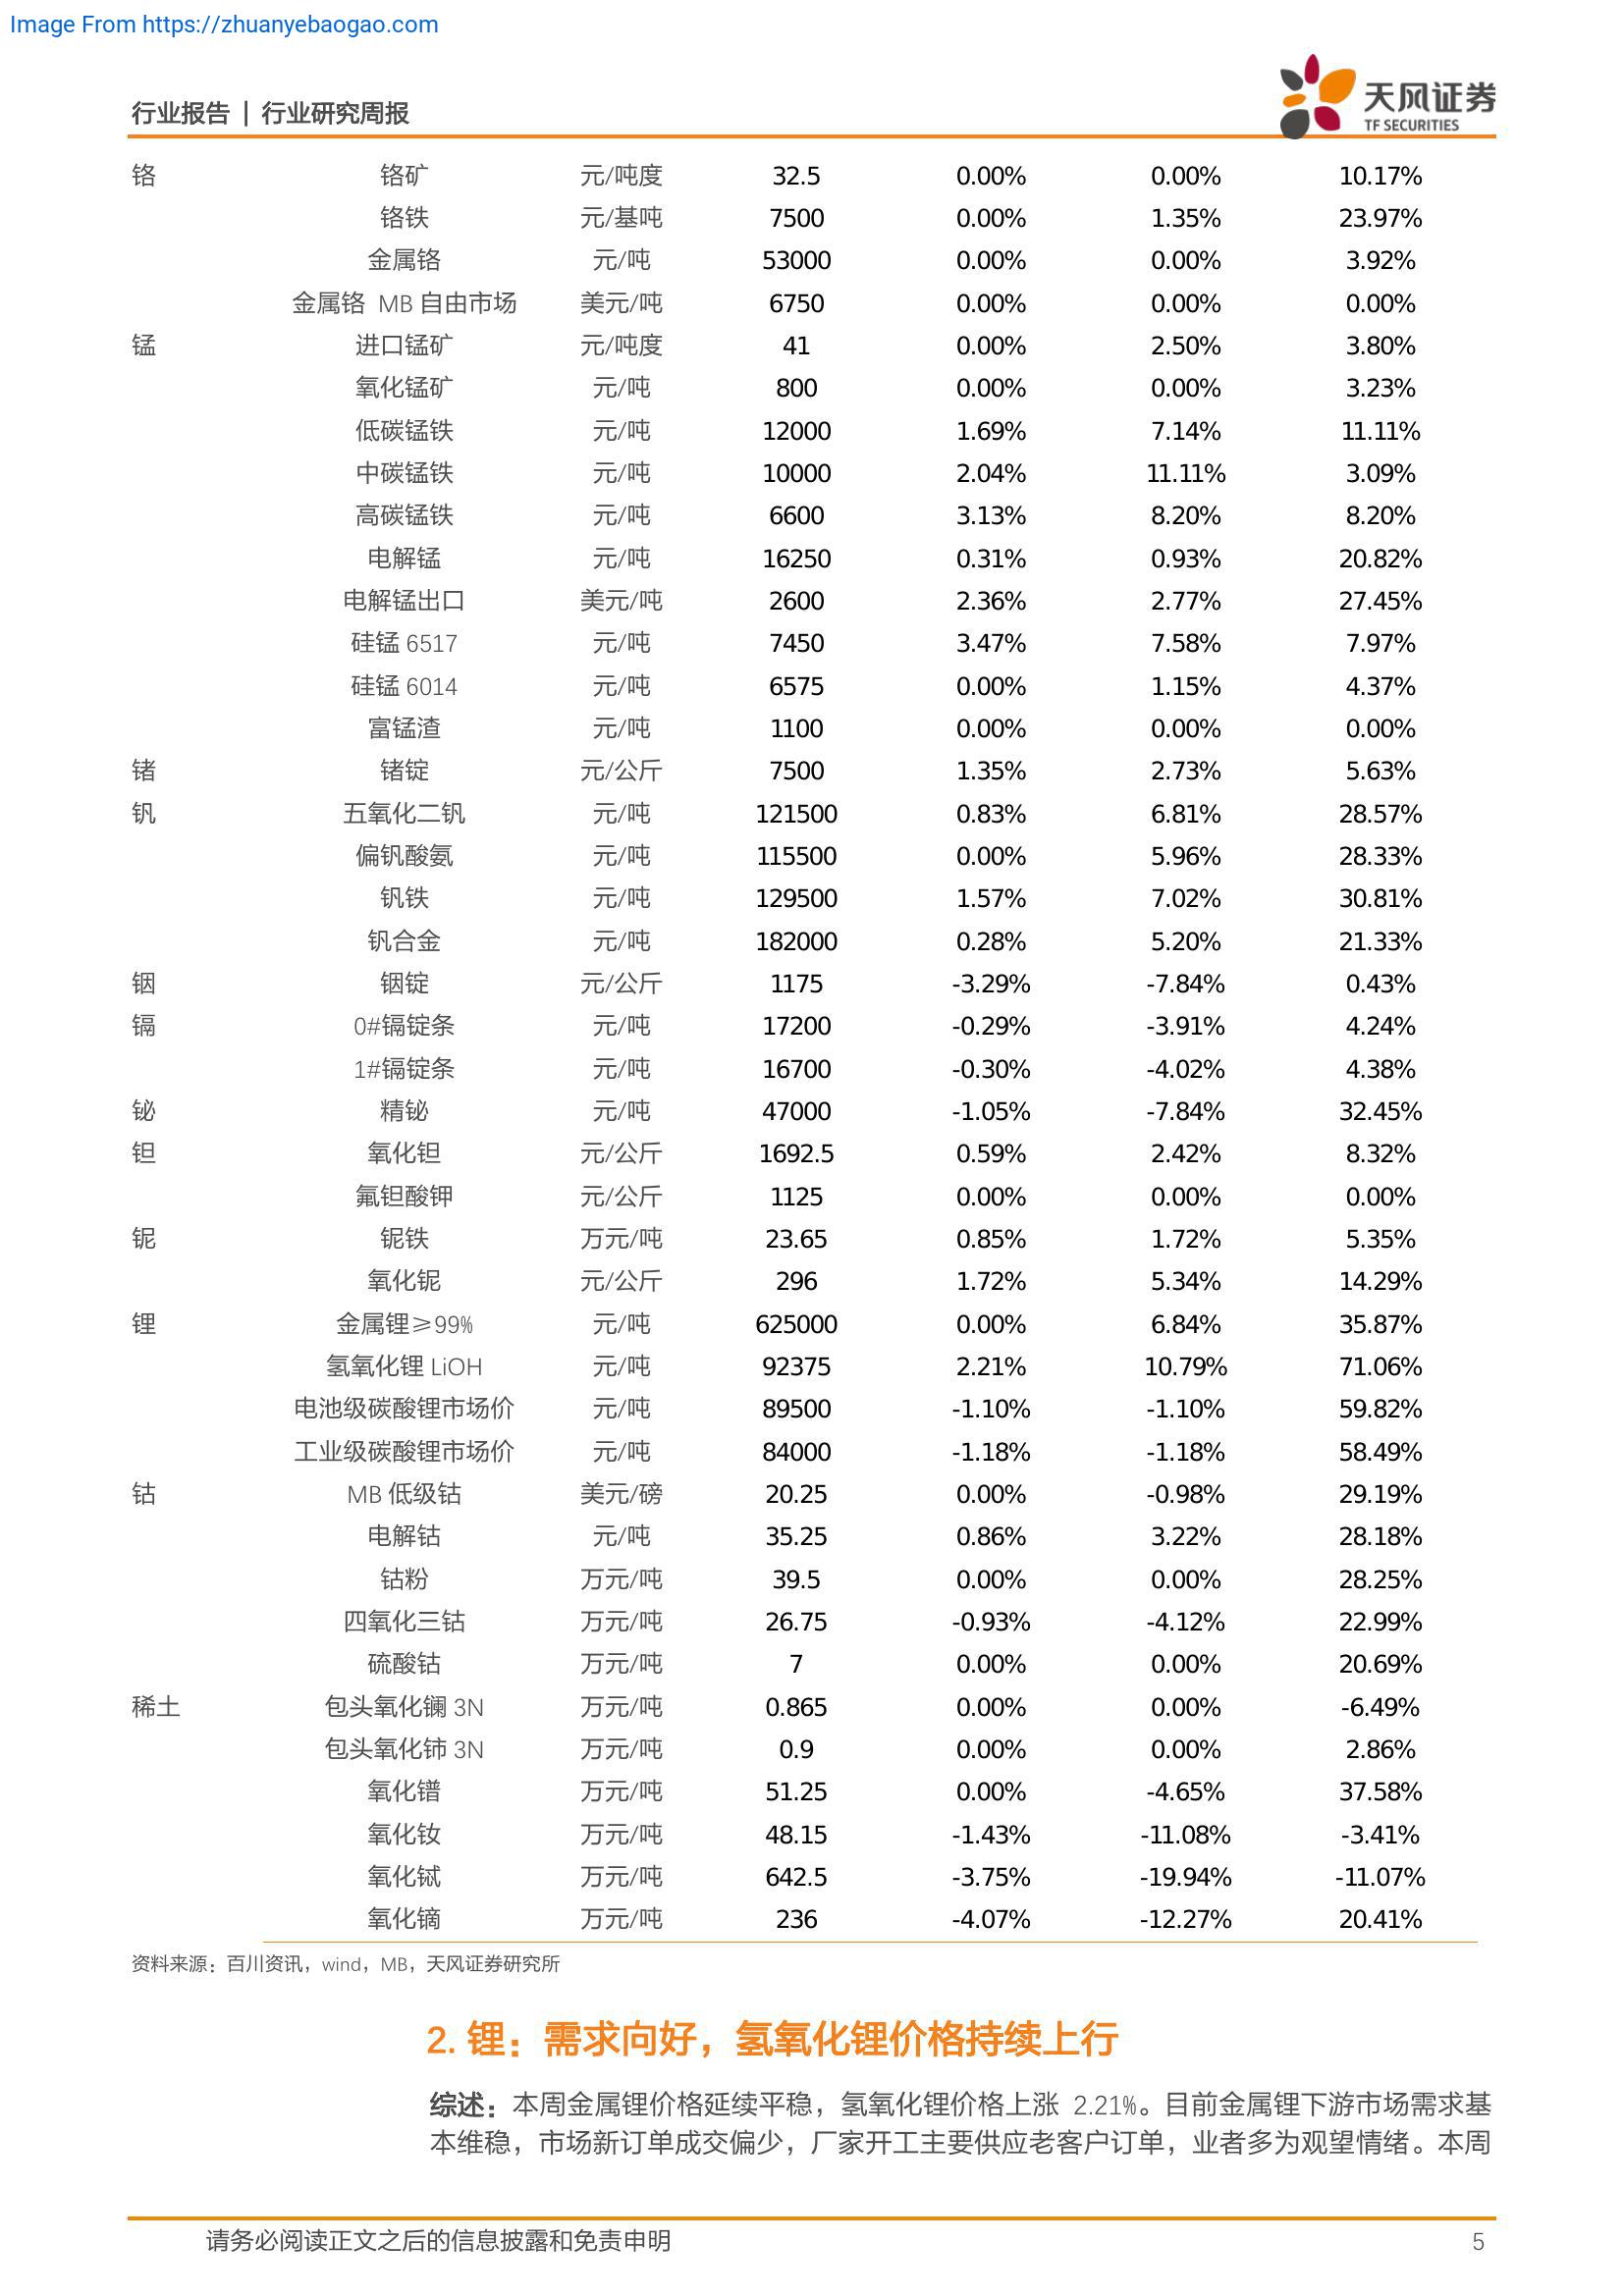 Image From https://zhuanyebaogao.com
行业报告 | 行业研究周报
天风证券
TF SECURITIES
铬 铬矿 元/吨度 32.5 0.00% 0.00% 10.17%
铬铁 元/基吨 7500 0.00% 1.35% 23.97%
金属铬 元/吨 53000 0.00% 0.00% 3.92%
金属铬 MB 自由市场 美元/吨 6750 0.00% 0.00% 0.00%
锰 进口锰矿 元/吨度 41 0.00% 2.50% 3.80%
氧化锰矿 元/吨 800 0.00% 0.00% 3.23%
低碳锰铁 元/吨 12000 1.69% 7.14% 11.11%
中碳锰铁 元/吨 10000 2.04% 11.11% 3.09%
高碳锰铁 元/吨 6600 3.13% 8.20% 8.20%
电解锰 元/吨 16250 0.31% 0.93% 20.82%
电解锰出口 美元/吨 2600 2.36% 2.77% 27.45%
硅锰 6517 元/吨 7450 3.47% 7.58% 7.97%
硅锰 6014 元/吨 6575 0.00% 1.15% 4.37%
富锰渣 元/吨 1100 0.00% 0.00% 0.00%
锗 锗锭 元/公斤 7500 1.35% 2.73% 5.63%
钒 五氧化二钒 元/吨 121500 0.83% 6.81% 28.57%
偏钒酸氨 元/吨 115500 0.00% 5.96% 28.33%
钒铁 元/吨 129500 1.57% 7.02% 30.81%
钒合金 元/吨 182000 0.28% 5.20% 21.33%
铟 铟锭 元/公斤 1175 -3.29% -7.84% 0.43%
镉 0#镉锭条 元/吨 17200 -0.29% -3.91% 4.24%
1#镉锭条 元/吨 16700 -0.30% -4.02% 4.38%
铋 精铋 元/吨 47000 -1.05% -7.84% 32.45%
钽 氧化钽 元/公斤 1692.5 0.59% 2.42% 8.32%
氟钽酸钾 元/公斤 1125 0.00% 0.00% 0.00%
铌 铌铁 万元/吨 23.65 0.85% 1.72% 5.35%
氧化铌 元/公斤 296 1.72% 5.34% 14.29%
锂 金属锂≥99% 元/吨 625000 0.00% 6.84% 35.87%
氢氧化锂 LiOH 元/吨 92375 2.21% 10.79% 71.06%
电池级碳酸锂市场价 元/吨 89500 -1.10% -1.10% 59.82%
工业级碳酸锂市场价 元/吨 84000 -1.18% -1.18% 58.49%
钴 MB 低级钴 美元/磅 20.25 0.00% -0.98% 29.19%
电解钴 元/吨 35.25 0.86% 3.22% 28.18%
钴粉 万元/吨 39.5 0.00% 0.00% 28.25%
四氧化三钴 万元/吨 26.75 -0.93% -4.12% 22.99%
硫酸钴 万元/吨 7 0.00% 0.00% 20.69%
稀土 包头氧化镧 3N 万元/吨 0.865 0.00% 0.00% -6.49%
包头氧化铈 3N 万元/吨 0.9 0.00% 0.00% 2.86%
氧化镨 万元/吨 51.25 0.00% -4.65% 37.58%
氧化钕 万元/吨 48.15 -1.43% -11.08% -3.41%
氧化铽 万元/吨 642.5 -3.75% -19.94% -11.07%
氧化镝 万元/吨 236 -4.07% -12.27% 20.41%
资料来源：百川资讯，wind，MB，天风证券研究所
2. 锂：需求向好，氢氧化锂价格持续上行
综述：本周金属锂价格延续平稳，氢氧化锂价格上涨 2.21%。目前金属锂下游市场需求基
本维稳，市场新订单成交偏少，厂家开工主要供应老客户订单，业者多为观望情绪。本周
请务必阅读正文之后的信息披露和免责申明 5